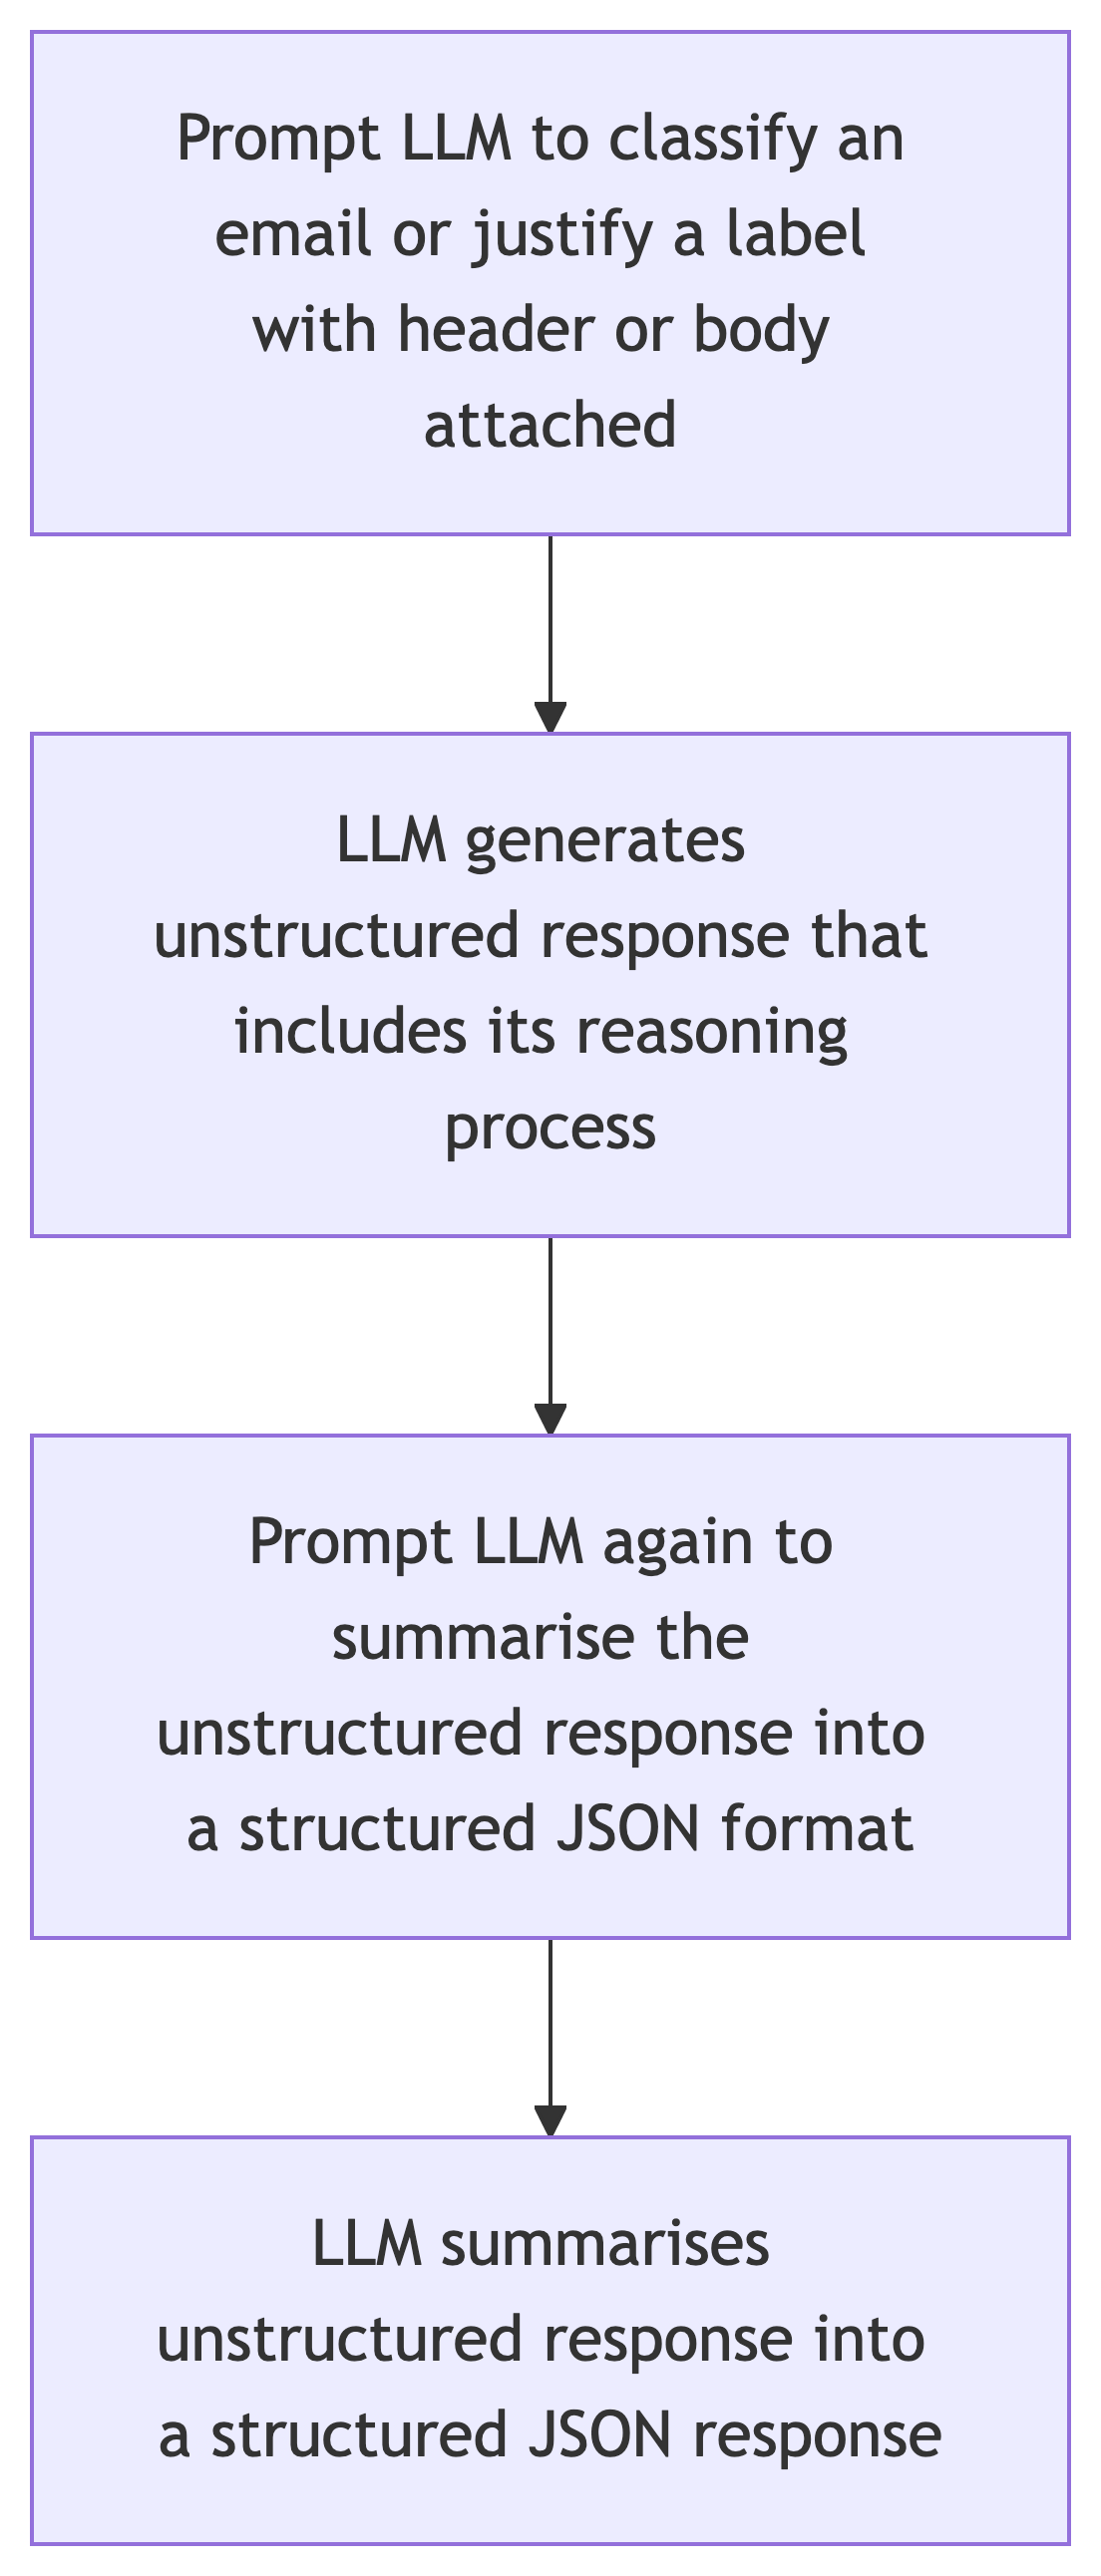 Prompt LLM to classify an
email or justify a label
with header or body
attached
LLM generates
unstructured response that
includes its reasoning
process
Prompt LLM again to
summarise the
unstructured response into
a structured JSON format
LLM summarises
unstructured response into
a structured JSON response